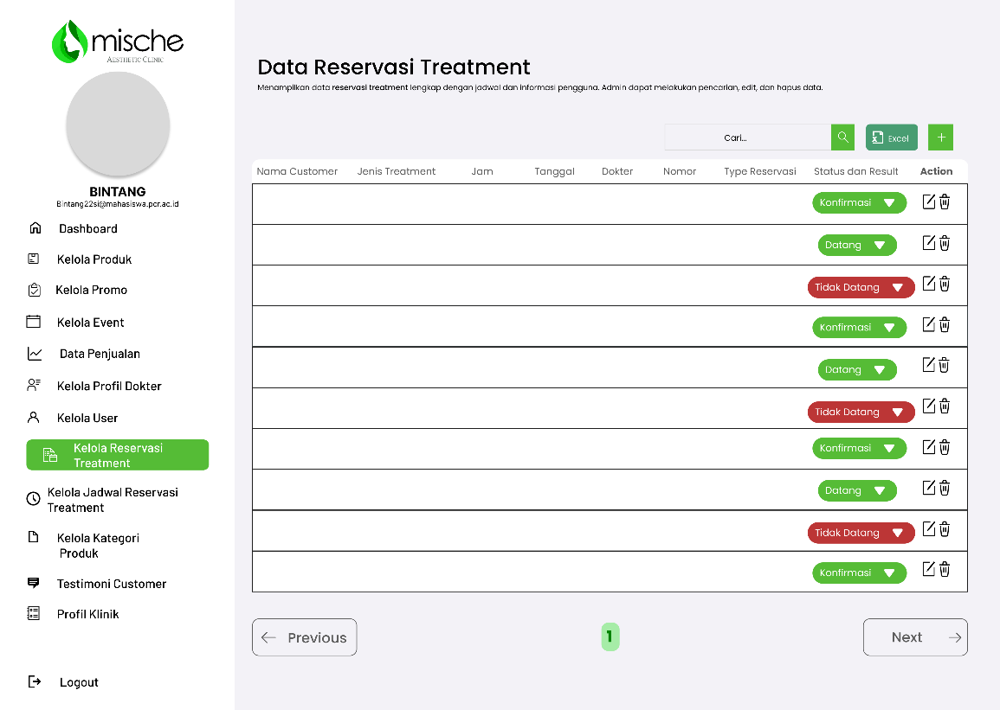 mische
AESTHETIC CLINIC
BINTANG
Bintang22si@mahasiswa.pcr.ac.id
Dashboard
Kelola Produk
Kelola Promo
Kelola Event
Data Penjualan
Kelola Profil Dokter
Kelola User
Kelola Reservasi
Treatment
Kelola Jadwal Reservasi
Treatment
Kelola Kategori
Produk
Testimoni Customer
Profil Klinik
Logout
Data Reservasi Treatment
Menampilkan data reservasi treatment lengkap dengan jadwal dan informasi pengguna. Admin dapat melakukan pencarian, edit, dan hapus data.
Cari... Excel +
Nama Customer Jenis Treatment Jam Tanggal Dokter Nomor Type Reservasi Status dan Result Action
Konfirmasi
Datang
Tidak Datang
Konfirmasi
Datang
Tidak Datang
Konfirmasi
Datang
Tidak Datang
Konfirmasi
Previous 1 Next